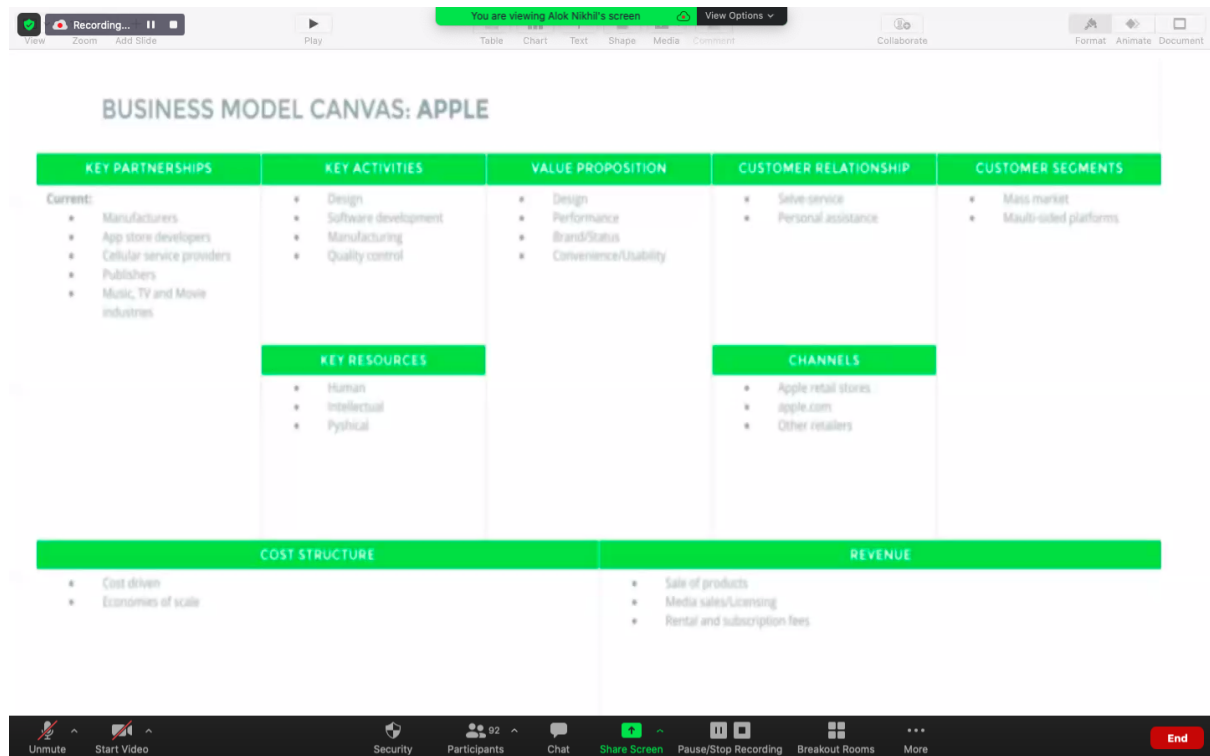 Recording...
You are viewing Alok Nikhil's screen
View Options
View
Zoom
Add Slide
Play
Table
Chart
Text
Shape
Media
Comment
Collaborate
Format
Animate
Document
BUSINESS MODEL CANVAS: APPLE
KEY PARTNERSHIPS
Current:
Manufacturers
App store developers
Cellular service providers
Publishers
Music, TV and Movie
industries
KEY ACTIVITIES
Design
Software development
Manufacturing
Quality control
KEY RESOURCES
Human
Intellectual
Pyshical
VALUE PROPOSITION
Design
Performance
Brand/Status
Convenience/Usability
CUSTOMER RELATIONSHIP
Selve-service
Personal assistance
CHANNELS
Apple retail stores
apple.com
Other retailers
CUSTOMER SEGMENTS
Mass market
Maulti-sided platforms
COST STRUCTURE
Cost driven
Economies of scale
REVENUE
Sale of products
Media sales/Licensing
Rental and subscription fees
Unmute
Start Video
Security
92
Participants
Chat
Share Screen
Pause/Stop Recording
Breakout Rooms
More
End